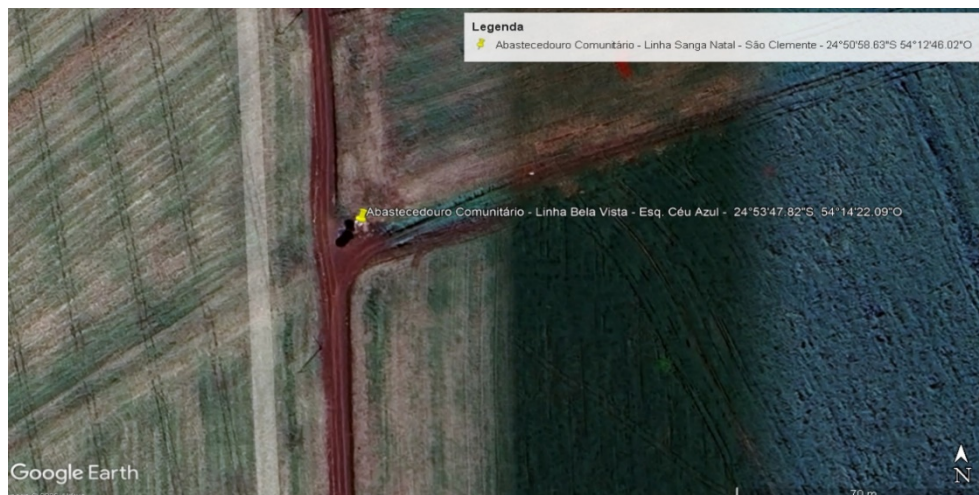 Legenda
Abastecedouro Comunitário - Linha Sanga Natal - São Clemente - 24°50'58.63"S 54°12'46.02"O
Abastecedouro Comunitário - Linha Bela Vista - Esq. Céu Azul - 24°53'47.82"S, 54°14'22.09"O
Google Earth
N
70 m